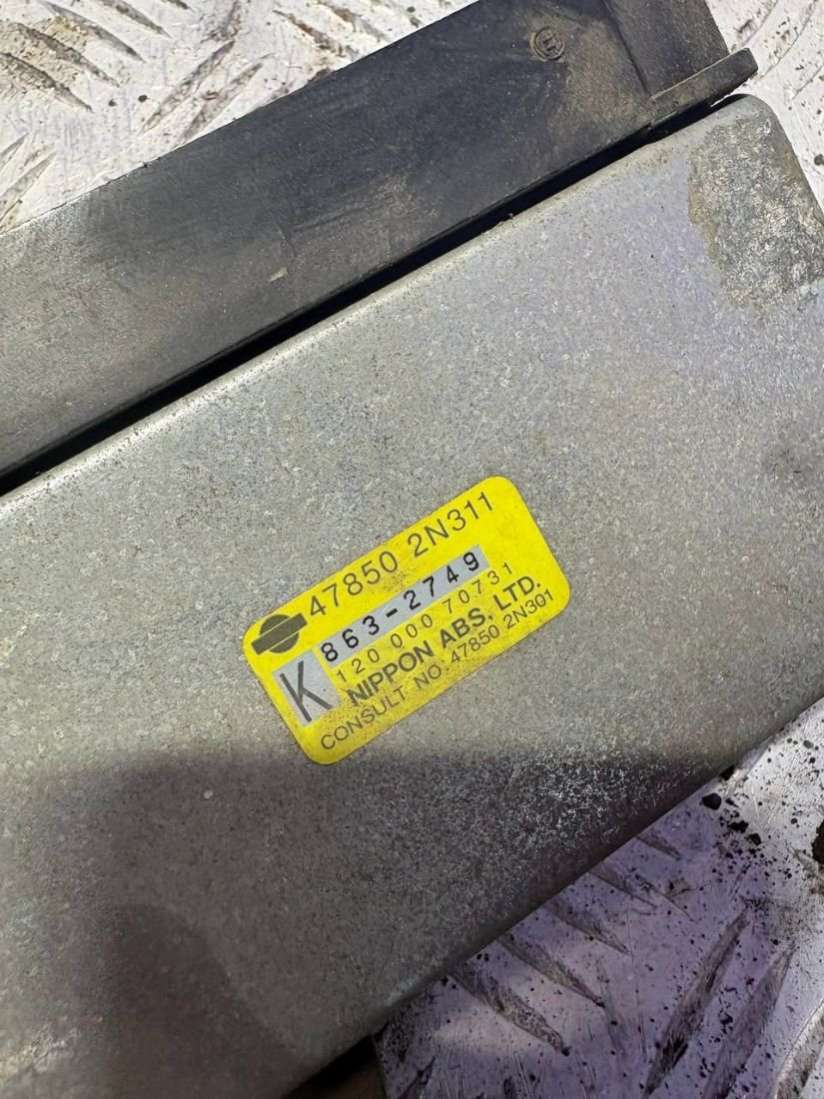 47850 2N311
K
863-2749
120 000 70731
NIPPON ABS, LTD.
CONSULT NO. 47850 2N301